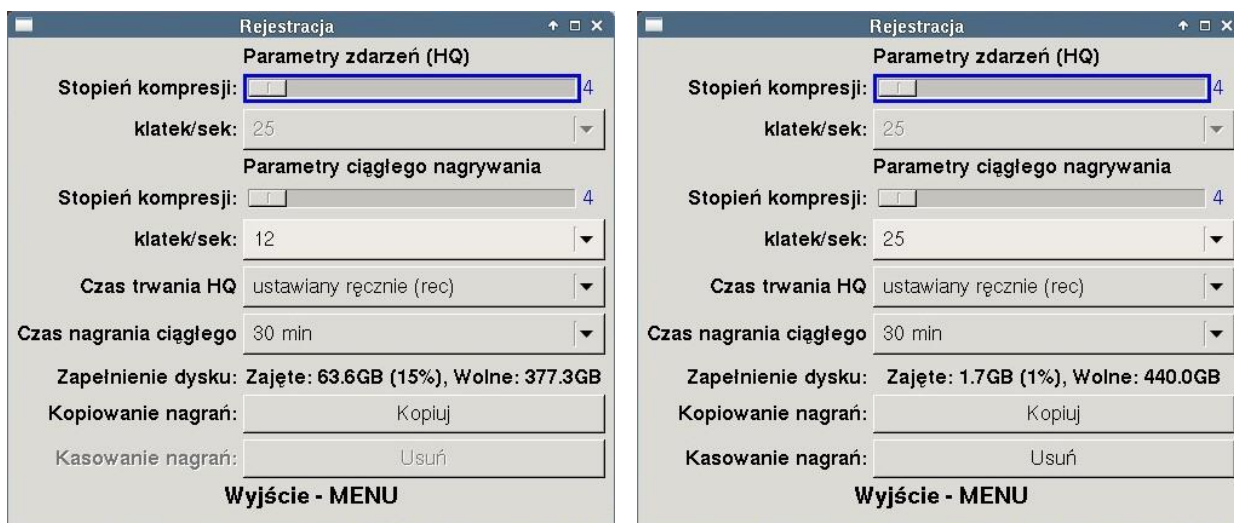 Rejestracja
Parametry zdarzeń (HQ)
Stopień kompresji: 4
klatek/sek: 25
Parametry ciągłego nagrywania
Stopień kompresji: 4
klatek/sek: 12
Czas trwania HQ ustawiany ręcznie (rec)
Czas nagrania ciągłego 30 min
Zapełnienie dysku: Zajęte: 63.6GB (15%), Wolne: 377.3GB
Kopiowanie nagrań: Kopiuj
Kasowanie nagrań: Usuń
Wyjście - MENU
Rejestracja
Parametry zdarzeń (HQ)
Stopień kompresji: 4
klatek/sek: 25
Parametry ciągłego nagrywania
Stopień kompresji: 4
klatek/sek: 25
Czas trwania HQ ustawiany ręcznie (rec)
Czas nagrania ciągłego 30 min
Zapełnienie dysku: Zajęte: 1.7GB (1%), Wolne: 440.0GB
Kopiowanie nagrań: Kopiuj
Kasowanie nagrań: Usuń
Wyjście - MENU